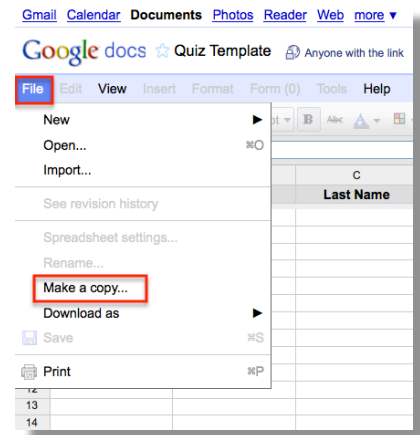 Gmail Calendar Documents Photos Reader Web more ▼
Google docs ☆ Quiz Template Anyone with the link
File Edit View Insert Format Form (0) Tools Help
New ►
Open... ⌘O
Import...
See revision history
Spreadsheet settings...
Rename...
Make a copy...
Download as ►
Save ⌘S
Print ⌘P
B Abc A
C
Last Name
12
13
14